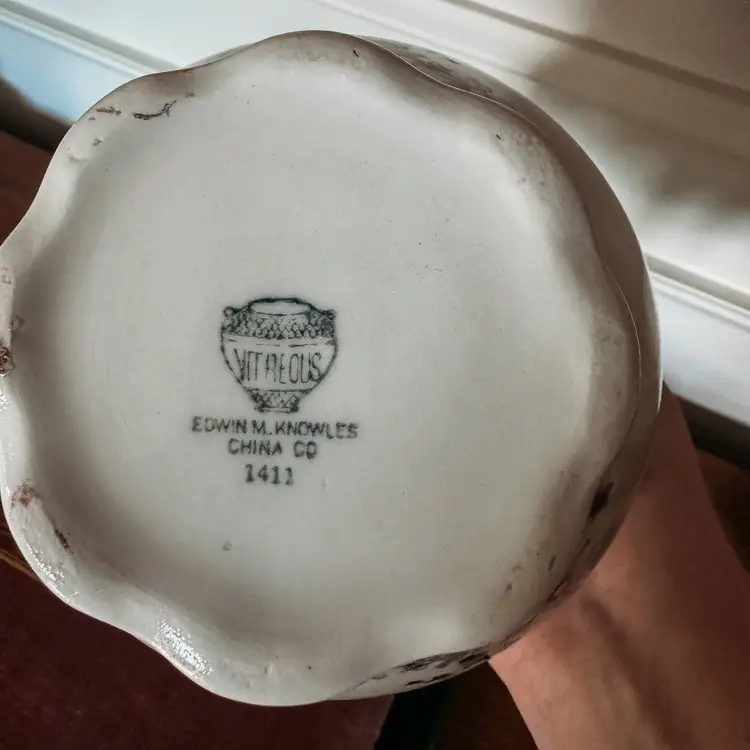 VITREOUS
EDWIN M. KNOWLES
CHINA CO
1411